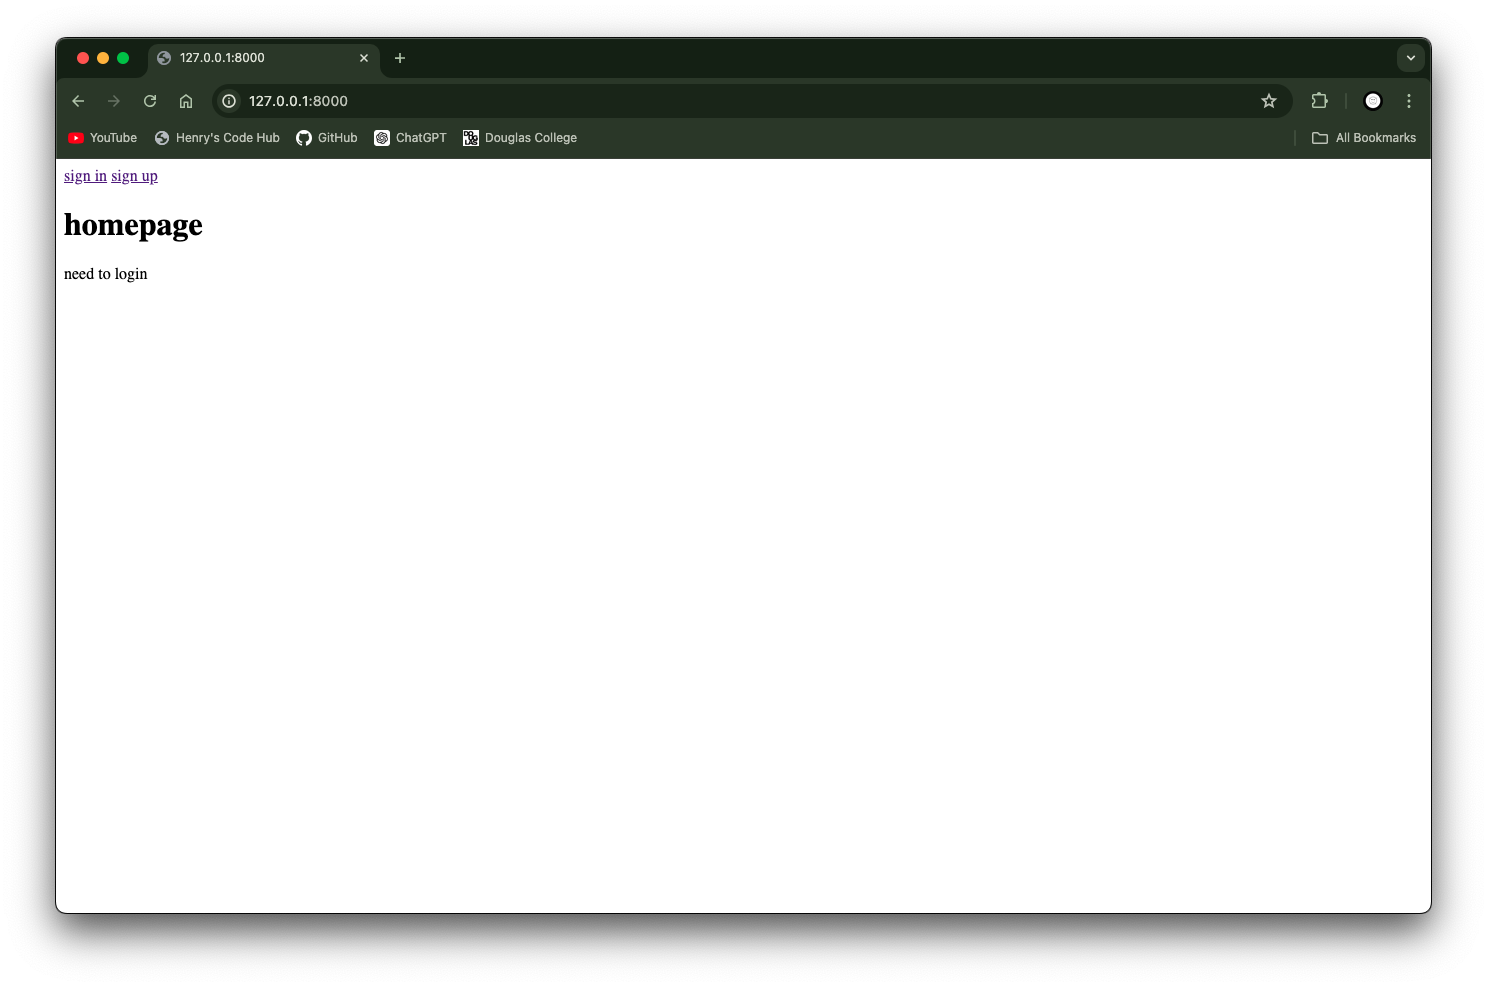 127.0.0.1:8000
127.0.0.1:8000
YouTube Henry's Code Hub GitHub ChatGPT Douglas College All Bookmarks
sign in sign up
homepage
need to login